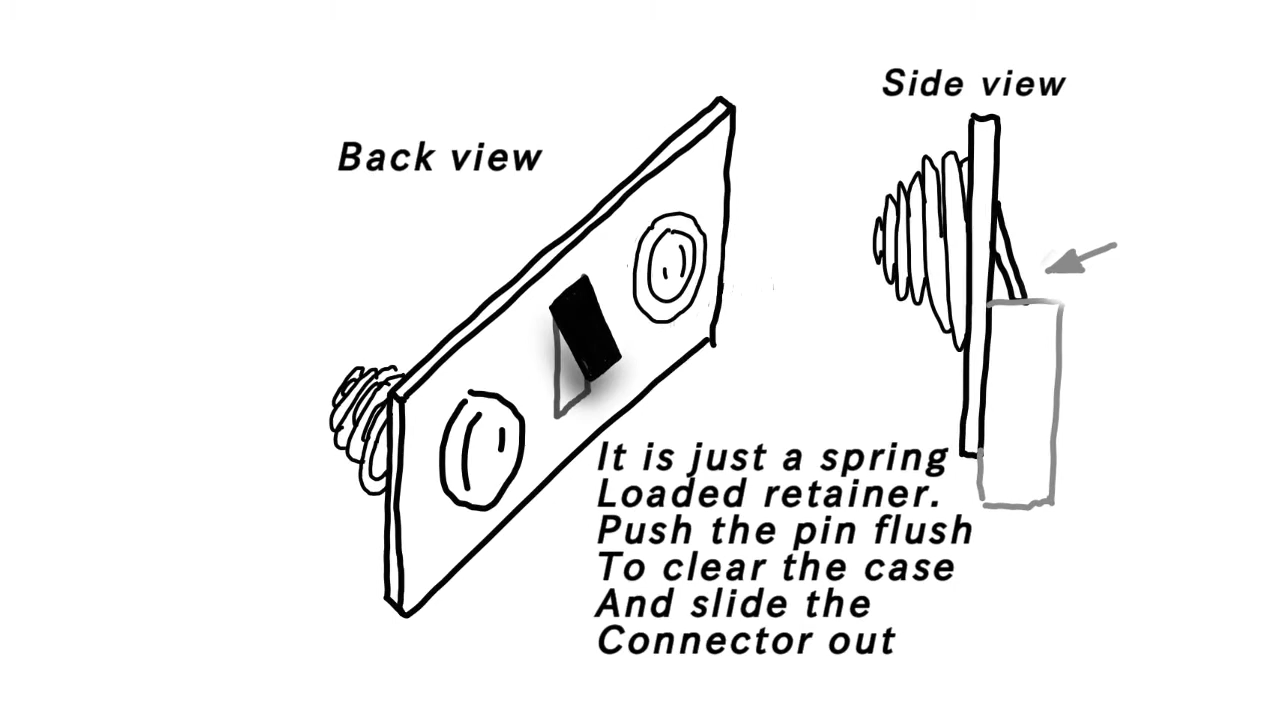 Side view
Back view
It is just a spring
Loaded retainer.
Push the pin flush
To clear the case
And slide the
Connector out